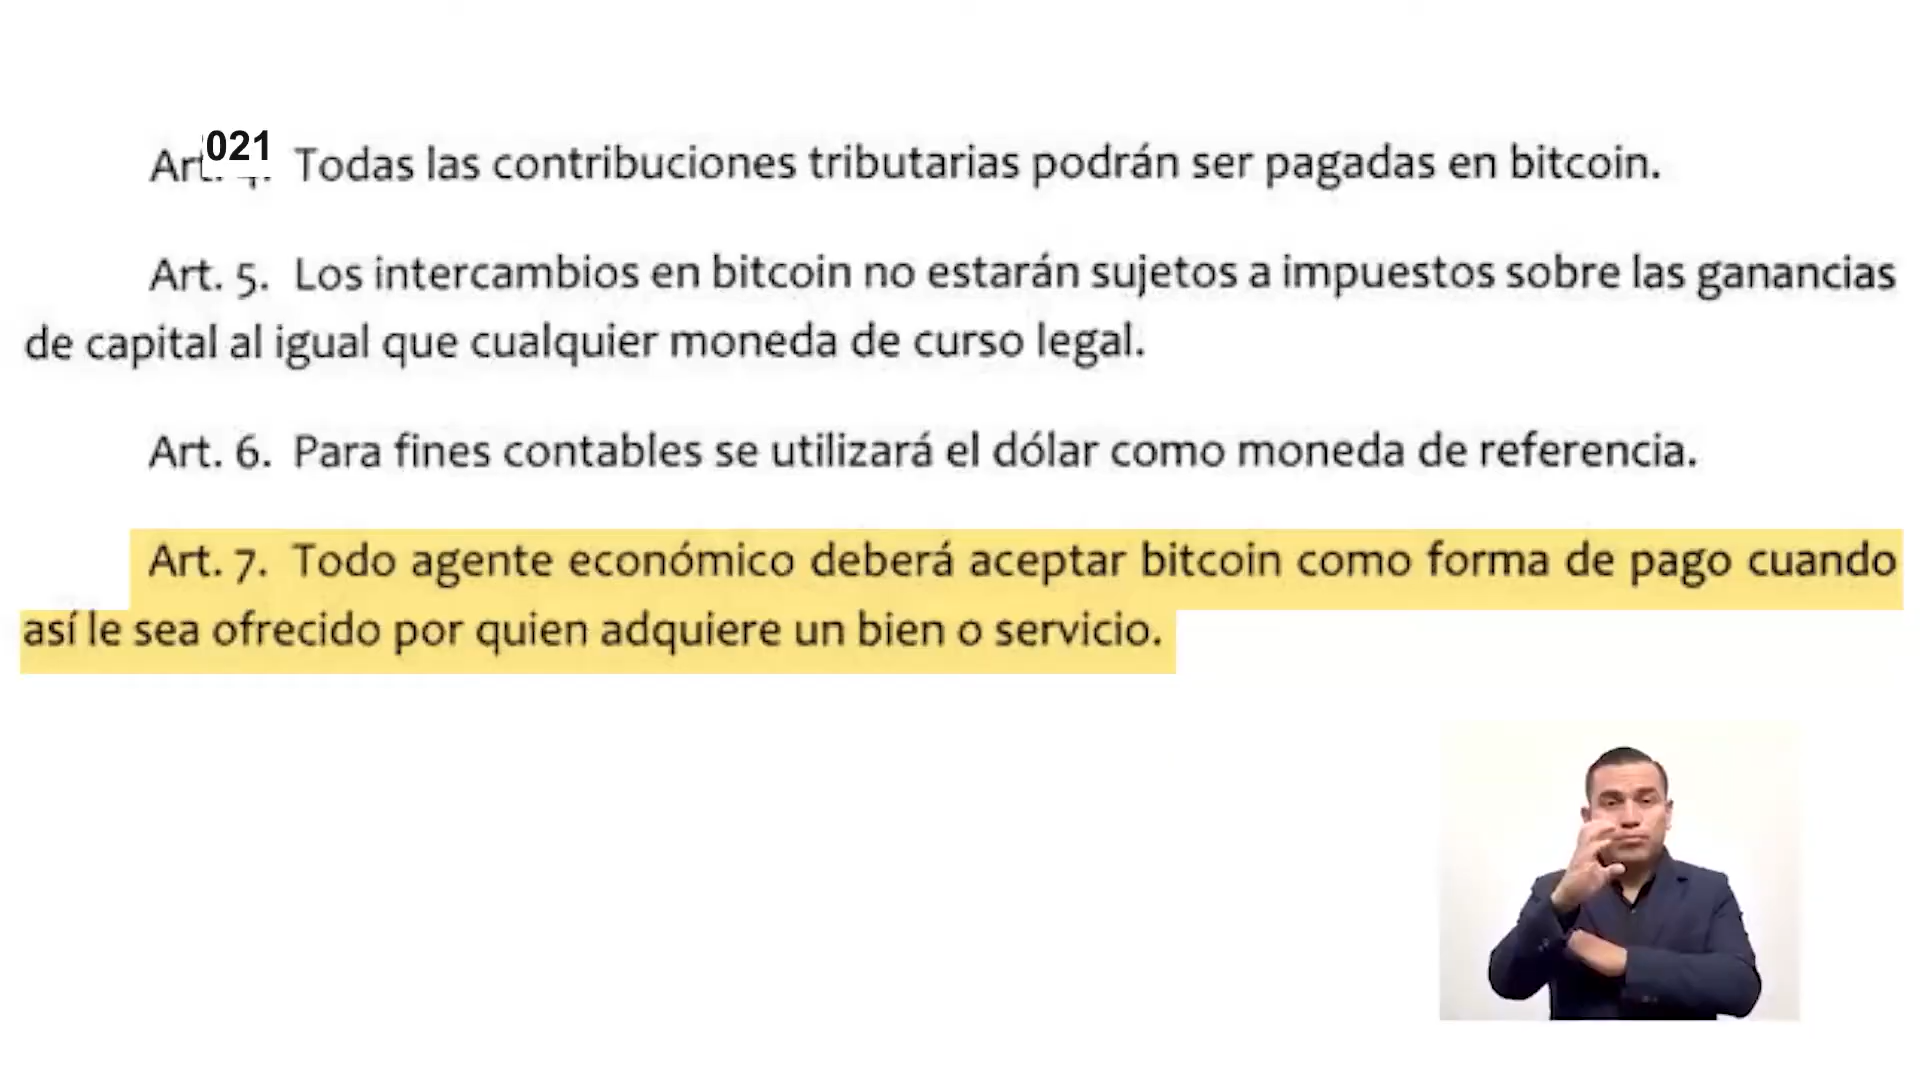 021
Art. 4. Todas las contribuciones tributarias podrán ser pagadas en bitcoin.
Art. 5. Los intercambios en bitcoin no estarán sujetos a impuestos sobre las ganancias
de capital al igual que cualquier moneda de curso legal.
Art. 6. Para fines contables se utilizará el dólar como moneda de referencia.
Art. 7. Todo agente económico deberá aceptar bitcoin como forma de pago cuando
así le sea ofrecido por quien adquiere un bien o servicio.